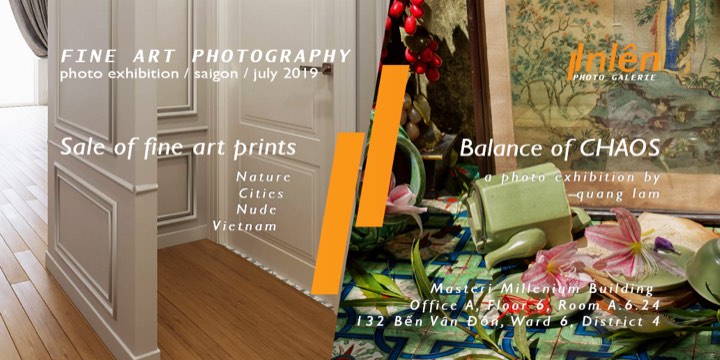 FINE ART PHOTOGRAPHY
photo exhibition / saigon / july 2019
Sale of fine art prints
Nature
Cities
Nude
Vietnam
Inlên
PHOTO GALERIE
Balance of CHAOS
a photo exhibition by
quang lam
Masteri Millenium Building
Office A, Floor 6, Room A.6.24
132 Bến Vân Đồn, Ward 6, District 4